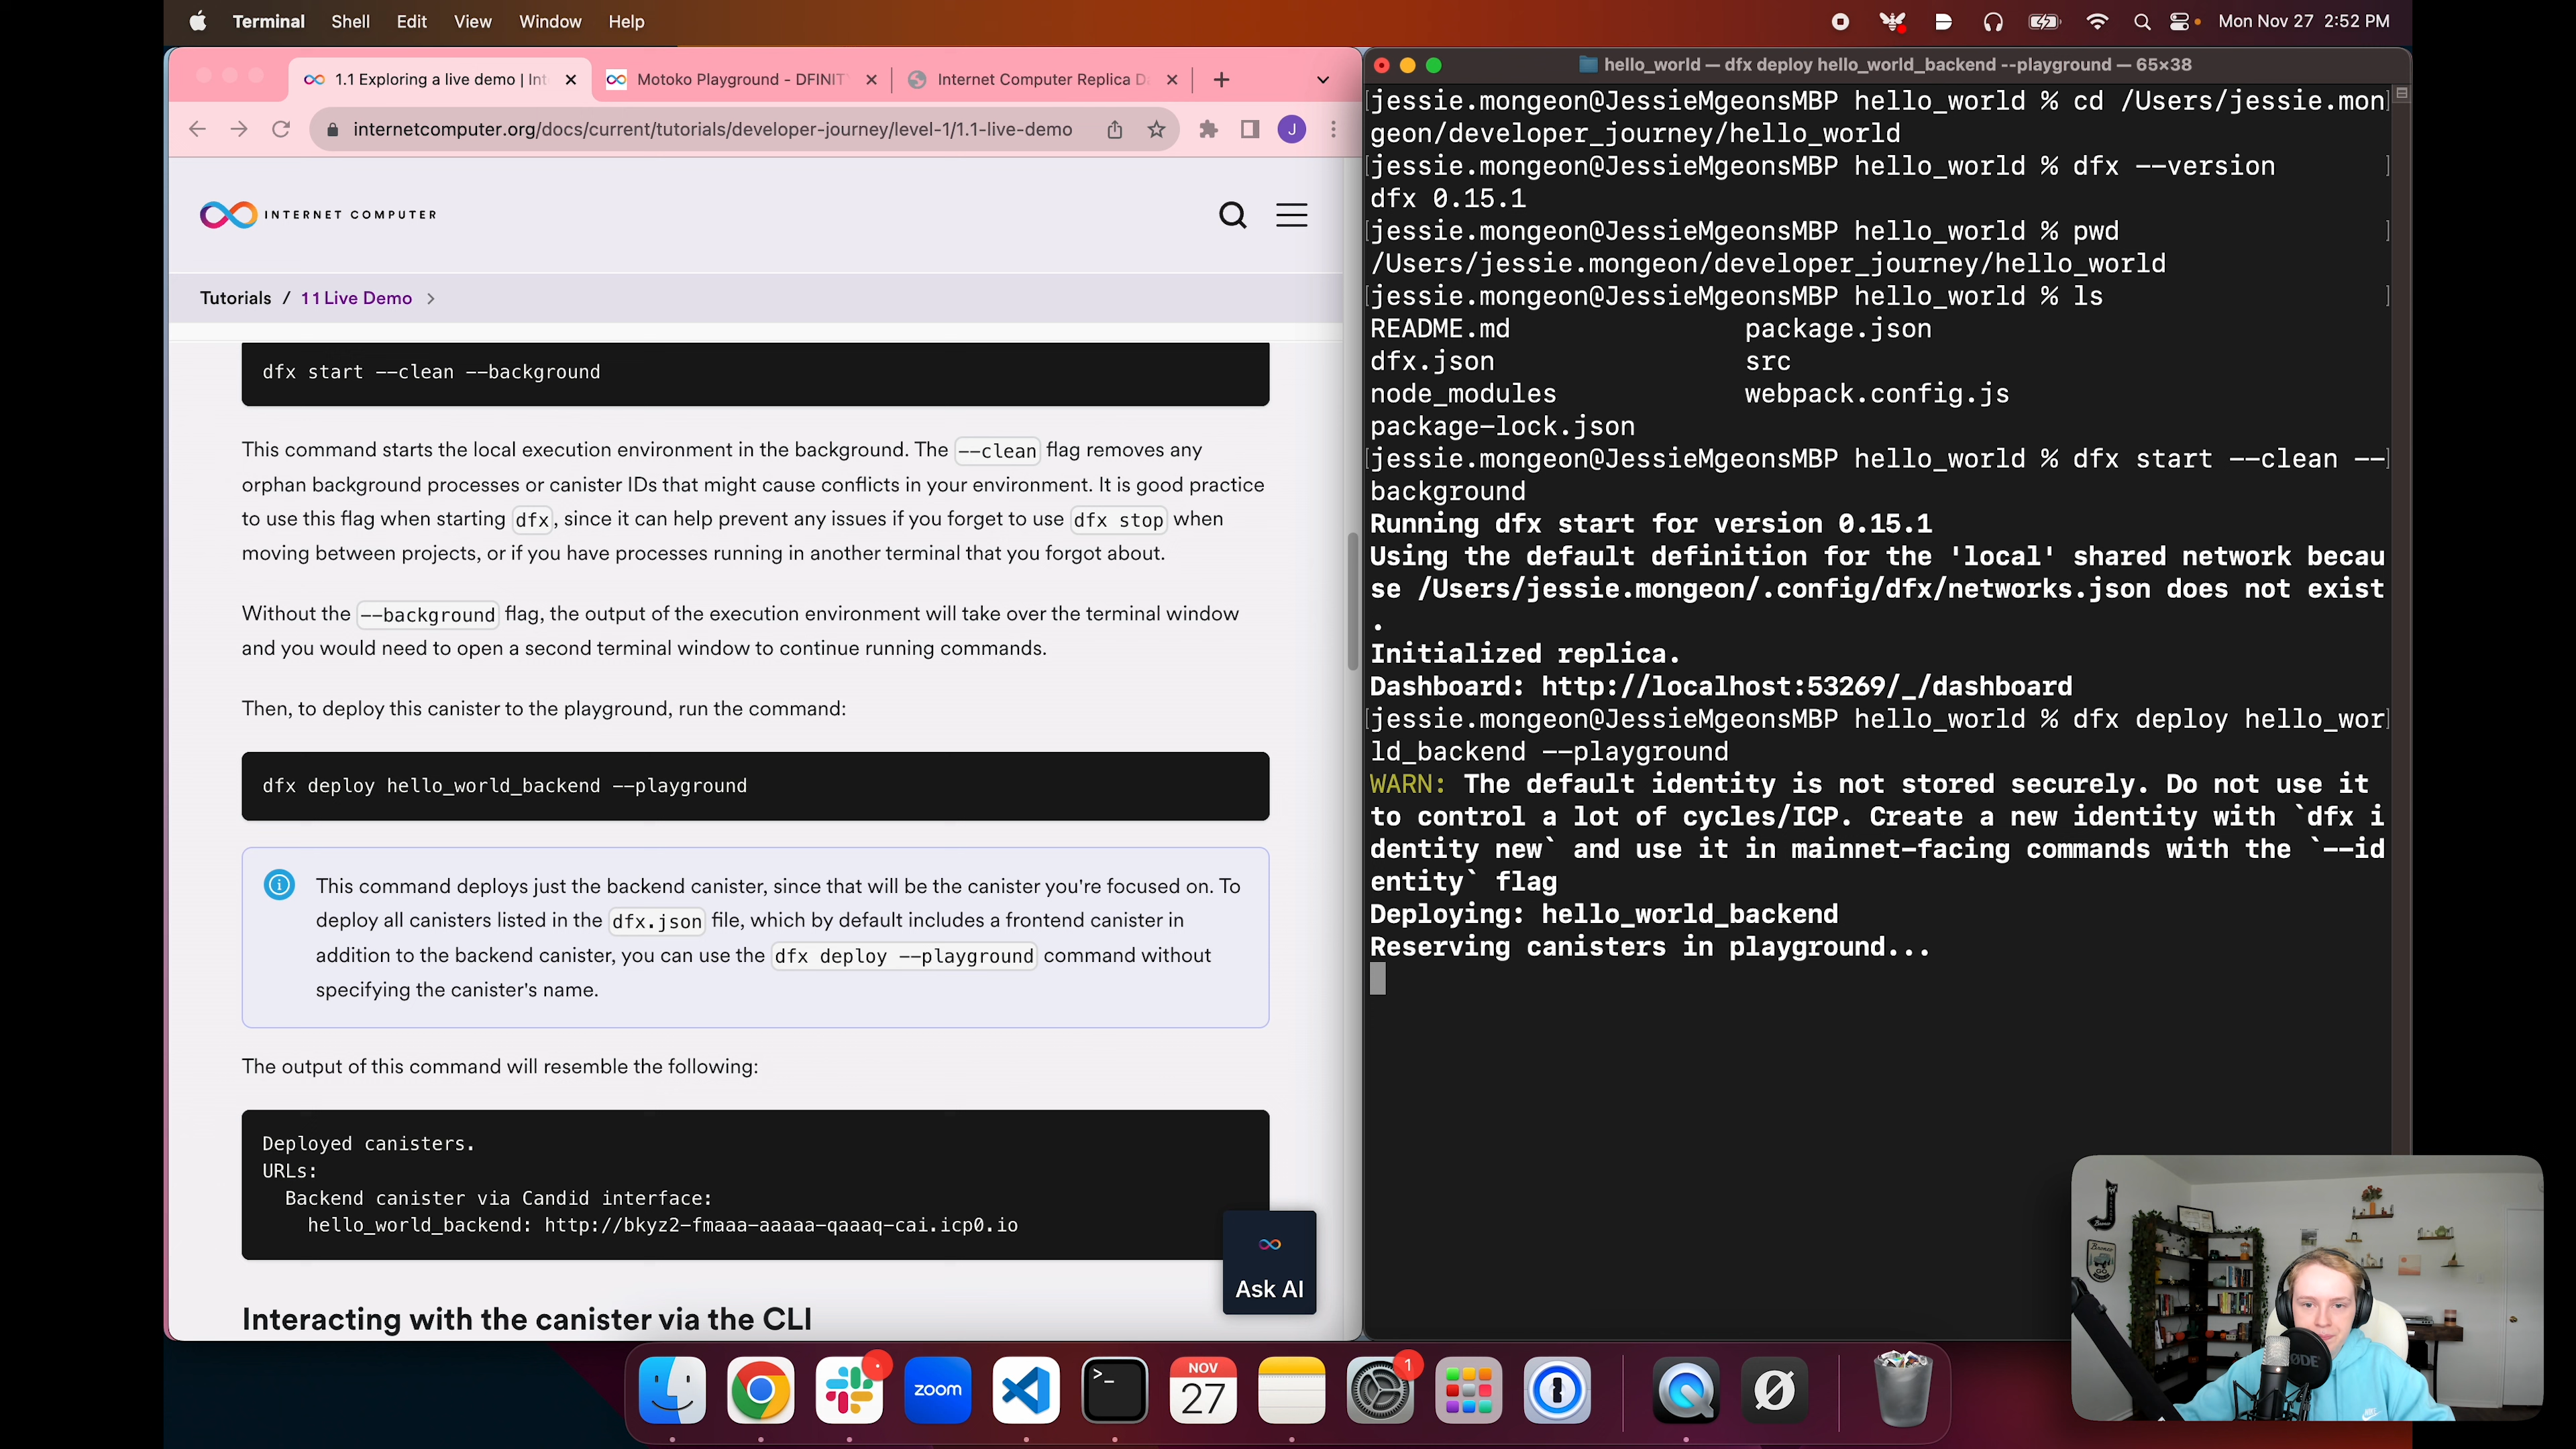 Terminal Shell Edit View Window Help
Mon Nov 27 2:52 PM
1.1 Exploring a live demo | Int
Motoko Playground - DFINIT
Internet Computer Replica D
internetcomputer.org/docs/current/tutorials/developer-journey/level-1/1.1-live-demo
J
INTERNET COMPUTER
Tutorials / 1 1 Live Demo >
dfx start --clean --background
This command starts the local execution environment in the background. The --clean flag removes any
orphan background processes or canister IDs that might cause conflicts in your environment. It is good practice
to use this flag when starting dfx, since it can help prevent any issues if you forget to use dfx stop when
moving between projects, or if you have processes running in another terminal that you forgot about.
Without the --background flag, the output of the execution environment will take over the terminal window
and you would need to open a second terminal window to continue running commands.
Then, to deploy this canister to the playground, run the command:
dfx deploy hello_world_backend --playground
This command deploys just the backend canister, since that will be the canister you're focused on. To
deploy all canisters listed in the dfx.json file, which by default includes a frontend canister in
addition to the backend canister, you can use the dfx deploy --playground command without
specifying the canister's name.
The output of this command will resemble the following:
Deployed canisters.
URLs:
Backend canister via Candid interface:
hello_world_backend: http://bkyz2-fmaaa-aaaaa-qaaaq-cai.icp0.io
Ask AI
Interacting with the canister via the CLI
hello_world — dfx deploy hello_world_backend --playground — 65×38
[jessie.mongeon@JessieMgeonsMBP hello_world % cd /Users/jessie.mon]
geon/developer_journey/hello_world
[jessie.mongeon@JessieMgeonsMBP hello_world % dfx --version ]
dfx 0.15.1
[jessie.mongeon@JessieMgeonsMBP hello_world % pwd ]
/Users/jessie.mongeon/developer_journey/hello_world
[jessie.mongeon@JessieMgeonsMBP hello_world % ls ]
README.md package.json
dfx.json src
node_modules webpack.config.js
package-lock.json
[jessie.mongeon@JessieMgeonsMBP hello_world % dfx start --clean --]
background
Running dfx start for version 0.15.1
Using the default definition for the 'local' shared network becau
se /Users/jessie.mongeon/.config/dfx/networks.json does not exist
.
Initialized replica.
Dashboard: http://localhost:53269/_/dashboard
[jessie.mongeon@JessieMgeonsMBP hello_world % dfx deploy hello_wor]
ld_backend --playground
WARN: The default identity is not stored securely. Do not use it
to control a lot of cycles/ICP. Create a new identity with `dfx i
dentity new` and use it in mainnet-facing commands with the `--id
entity` flag
Deploying: hello_world_backend
Reserving canisters in playground...
zoom
>_
NOV
27
1